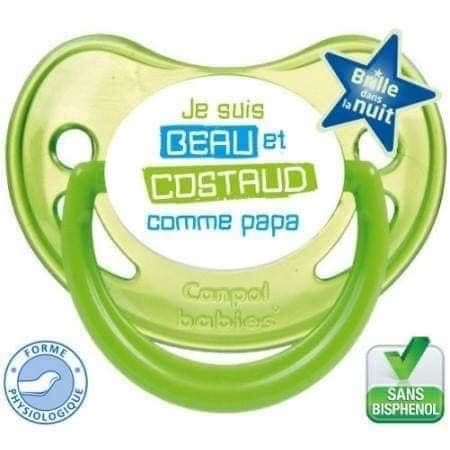 Brille
dans
la nuit
Je suis
BEAU et
COSTAUD
comme papa
Canpol
babies
FORME
PHYSIOLOGIQUE
SANS
BISPHENOL